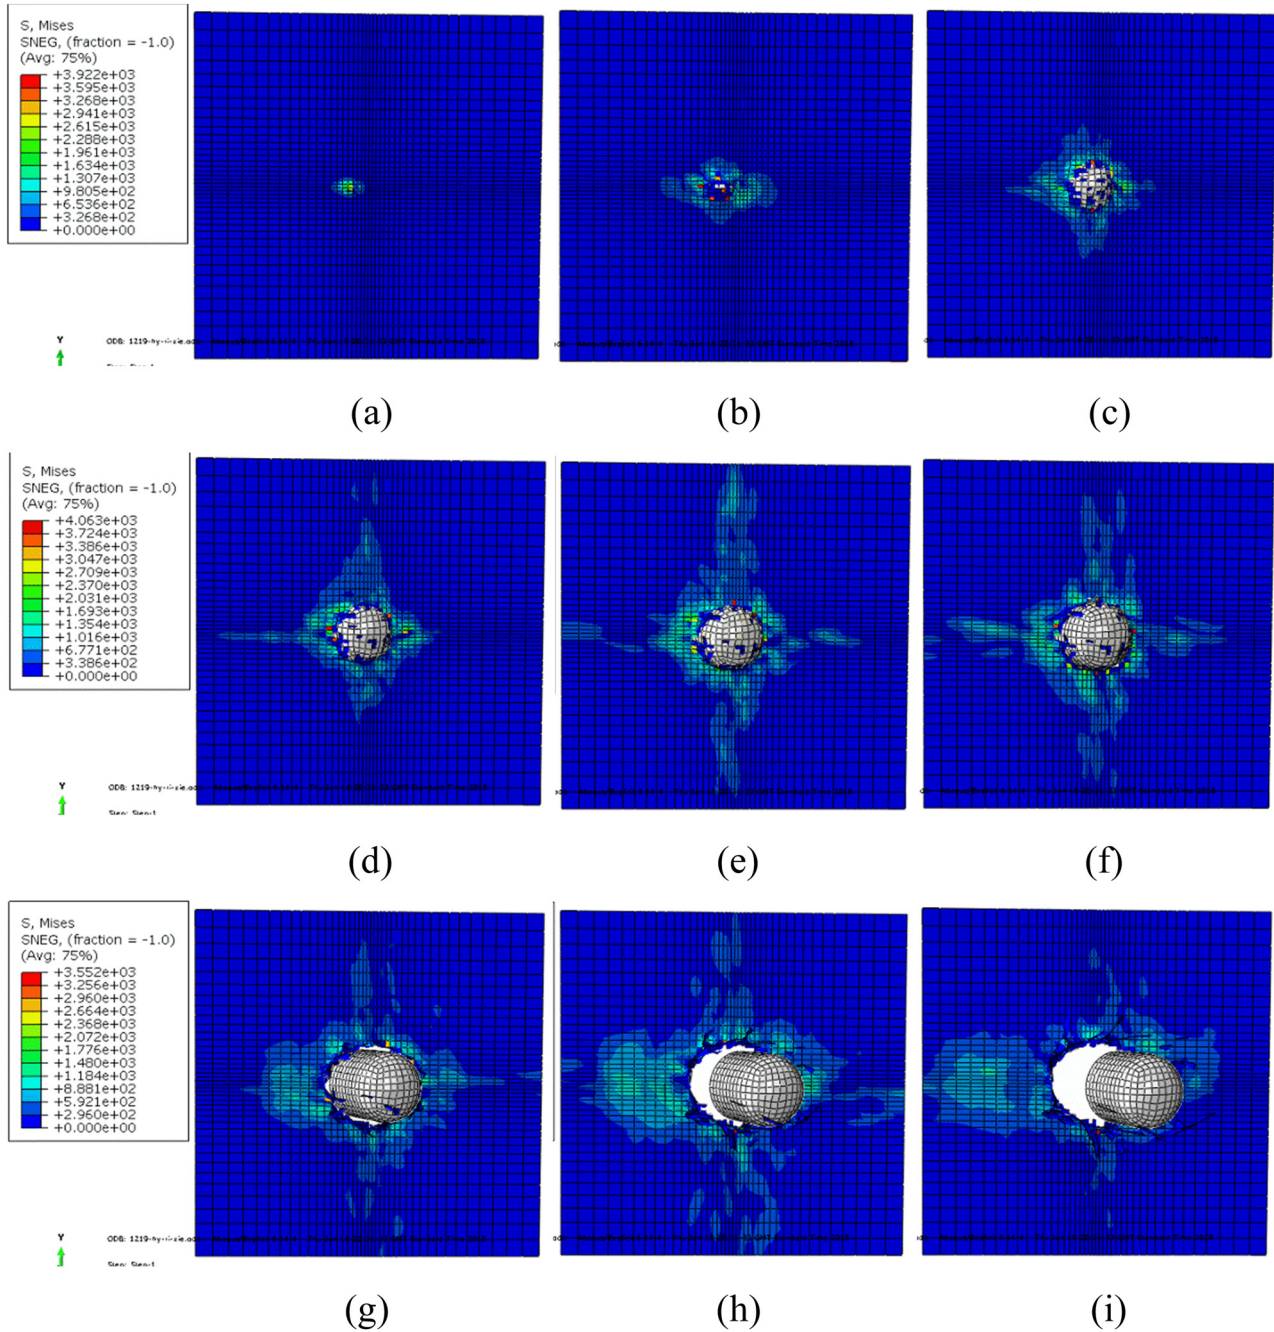 S, Mises
SNEG, (fraction = -1.0)
(Avg: 75%)
+3.922e+03
+3.595e+03
+3.268e+03
+2.941e+03
+2.615e+03
+2.288e+03
+1.961e+03
+1.634e+03
+1.307e+03
+9.805e+02
+6.536e+02
+3.268e+02
+0.000e+00
Y
ODB:
(a)
(b)
(c)
S, Mises
SNEG, (fraction = -1.0)
(Avg: 75%)
+4.063e+03
+3.724e+03
+3.386e+03
+3.047e+03
+2.709e+03
+2.370e+03
+2.031e+03
+1.693e+03
+1.354e+03
+1.016e+03
+6.771e+02
+3.386e+02
+0.000e+00
Y
ODB:
Step: Step-1
(d)
(e)
(f)
S, Mises
SNEG, (fraction = -1.0)
(Avg: 75%)
+3.552e+03
+3.256e+03
+2.960e+03
+2.664e+03
+2.368e+03
+2.072e+03
+1.776e+03
+1.480e+03
+1.184e+03
+8.881e+02
+5.921e+02
+2.960e+02
+0.000e+00
Y
ODB:
Step: Step-1
(g)
(h)
(i)